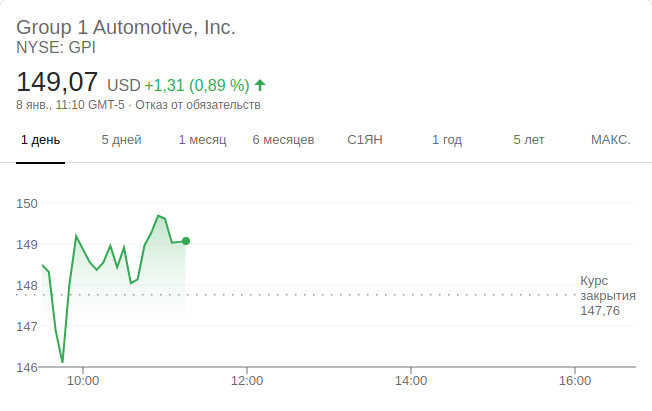 Group 1 Automotive, Inc.
NYSE: GPI
149,07 USD +1,31 (0,89 %)
8 янв., 11:10 GMT-5 · Отказ от обязательств
1 день 5 дней 1 месяц 6 месяцев С1ЯН 1 год 5 лет МАКС.
150
149
148
147
146
Курс
закрытия
147,76
10:00 12:00 14:00 16:00